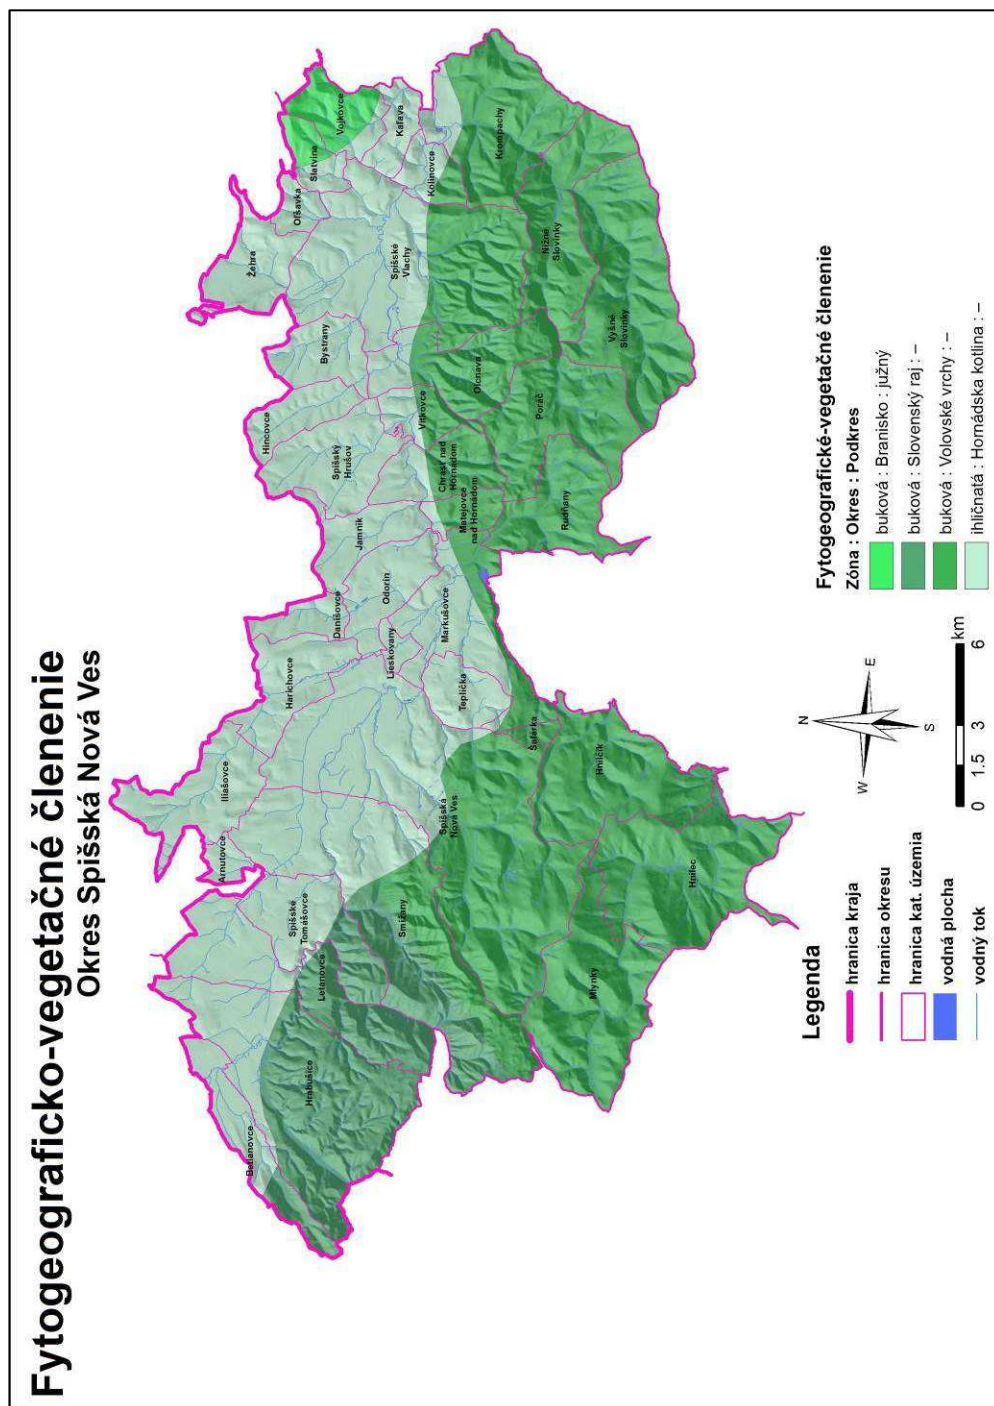 Fytogeograficko-vegetačné členenie
Okres Spišská Nová Ves
Betlanovce
Hrabušice
Letanovce
Spišské
Tomášovce
Arnutovce
Iliašovce
Smižany
Spišská
Nová Ves
Mlynky
Hnilec
Hnilčík
Šafárka
Harichovce
Danišovce
Lieskovany
Odorín
Teplička
Markušovce
Jamník
Spišský
Hrušov
Hincovce
Matejovce
nad Hornádom
Chrasť nad
Hornádom
Vítkovce
Rudňany
Poráč
Olcnava
Bystrany
Spišské
Vlachy
Žehra
Oľšavka
Slatvina
Vojkovce
Kaľava
Kolinovce
Krompachy
Nižné
Slovinky
Vyšné
Slovinky
Legenda
hranica kraja
hranica okresu
hranica kat. územia
vodná plocha
vodný tok
N
W
E
S
0 1.5 3 6
km
Fytogeografické-vegetačné členenie
Zóna : Okres : Podkres
buková : Branisko : južný
buková : Slovenský raj : –
buková : Volovské vrchy : –
ihličnatá : Hornádska kotlina : –